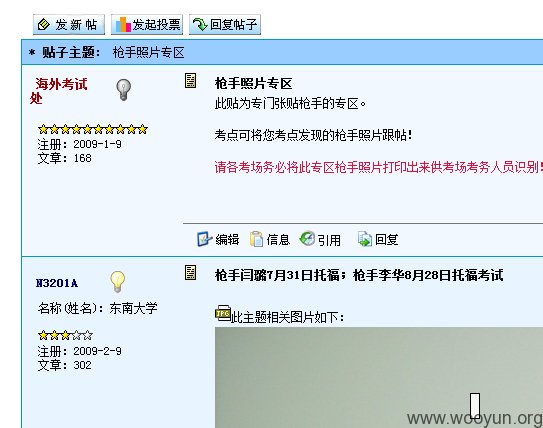 发 新 帖
发起投票
回复帖子
* 贴子主题： 枪手照片专区
海外考试处
注册：2009-1-9
文章：168
枪手照片专区
此贴为专门张贴枪手的专区。
考点可将您考点发现的枪手照片跟帖！
请各考场务必将此专区枪手照片打印出来供考场考务人员识别！
编辑 信息 引用 回复
N3201A
名称(姓名)：东南大学
注册：2009-2-9
文章：302
枪手闫璐7月31日托福；枪手李华8月28日托福考试
JPG 此主题相关图片如下：
www.wooyun.org